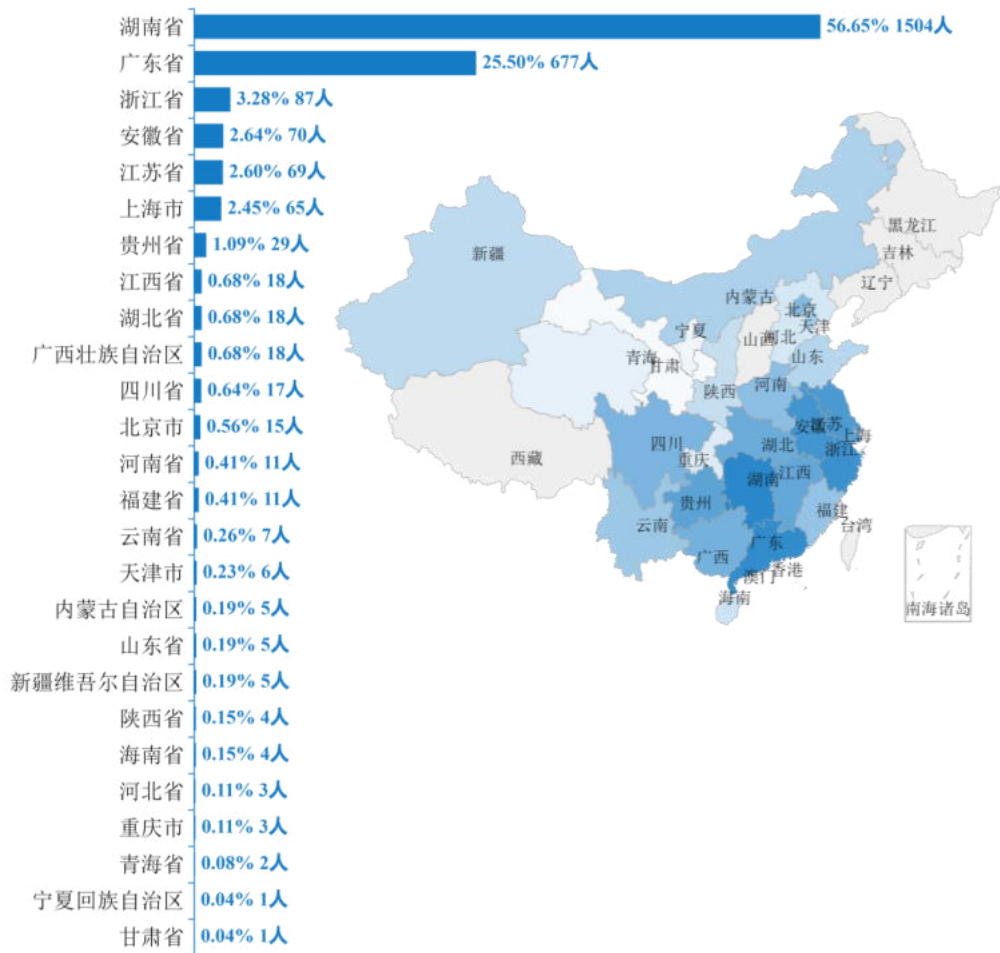 湖南省 56.65% 1504人
广东省 25.50% 677人
浙江省 3.28% 87人
安徽省 2.64% 70人
江苏省 2.60% 69人
上海市 2.45% 65人
贵州省 1.09% 29人
江西省 0.68% 18人
湖北省 0.68% 18人
广西壮族自治区 0.68% 18人
四川省 0.64% 17人
北京市 0.56% 15人
河南省 0.41% 11人
福建省 0.41% 11人
云南省 0.26% 7人
天津市 0.23% 6人
内蒙古自治区 0.19% 5人
山东省 0.19% 5人
新疆维吾尔自治区 0.19% 5人
陕西省 0.15% 4人
海南省 0.15% 4人
河北省 0.11% 3人
重庆市 0.11% 3人
青海省 0.08% 2人
宁夏回族自治区 0.04% 1人
甘肃省 0.04% 1人
黑龙江
吉林
辽宁
新疆
内蒙古
北京
天津
宁夏
山西
河北
青海
甘肃
山东
陕西
河南
西藏
四川
重庆
湖北
安徽
江苏
上海
浙江
湖南
江西
贵州
云南
福建
台湾
广西
广东
澳门
香港
海南
南海诸岛